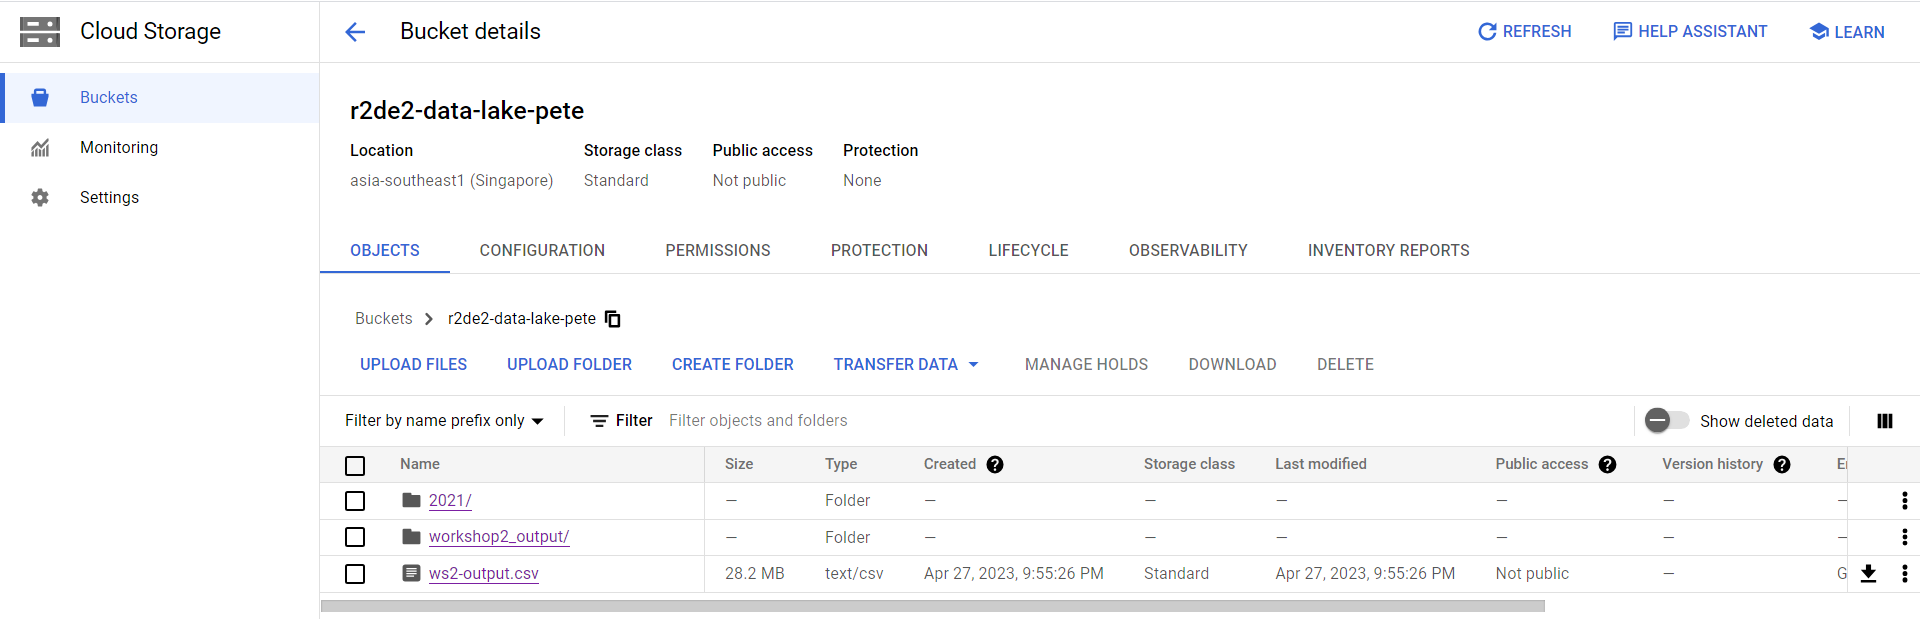 Cloud Storage
Bucket details
REFRESH
HELP ASSISTANT
LEARN
Buckets
Monitoring
Settings
r2de2-data-lake-pete
Location Storage class Public access Protection
asia-southeast1 (Singapore) Standard Not public None
OBJECTS CONFIGURATION PERMISSIONS PROTECTION LIFECYCLE OBSERVABILITY INVENTORY REPORTS
Buckets r2de2-data-lake-pete
UPLOAD FILES UPLOAD FOLDER CREATE FOLDER TRANSFER DATA MANAGE HOLDS DOWNLOAD DELETE
Filter by name prefix only Filter Filter objects and folders Show deleted data
Name Size Type Created Storage class Last modified Public access Version history
2021/ — Folder — — — — — —
workshop2_output/ — Folder — — — — — —
ws2-output.csv 28.2 MB text/csv Apr 27, 2023, 9:55:26 PM Standard Apr 27, 2023, 9:55:26 PM Not public — G